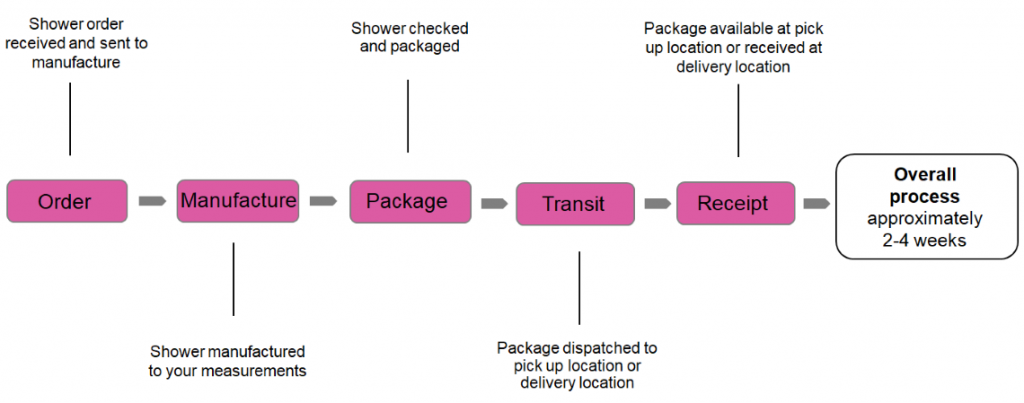 Shower order
received and sent to
manufacture
Shower checked
and packaged
Package available at pick
up location or received at
delivery location
Order
Manufacture
Package
Transit
Receipt
Overall
process
approximately
2-4 weeks
Shower manufactured
to your measurements
Package dispatched to
pick up location or
delivery location